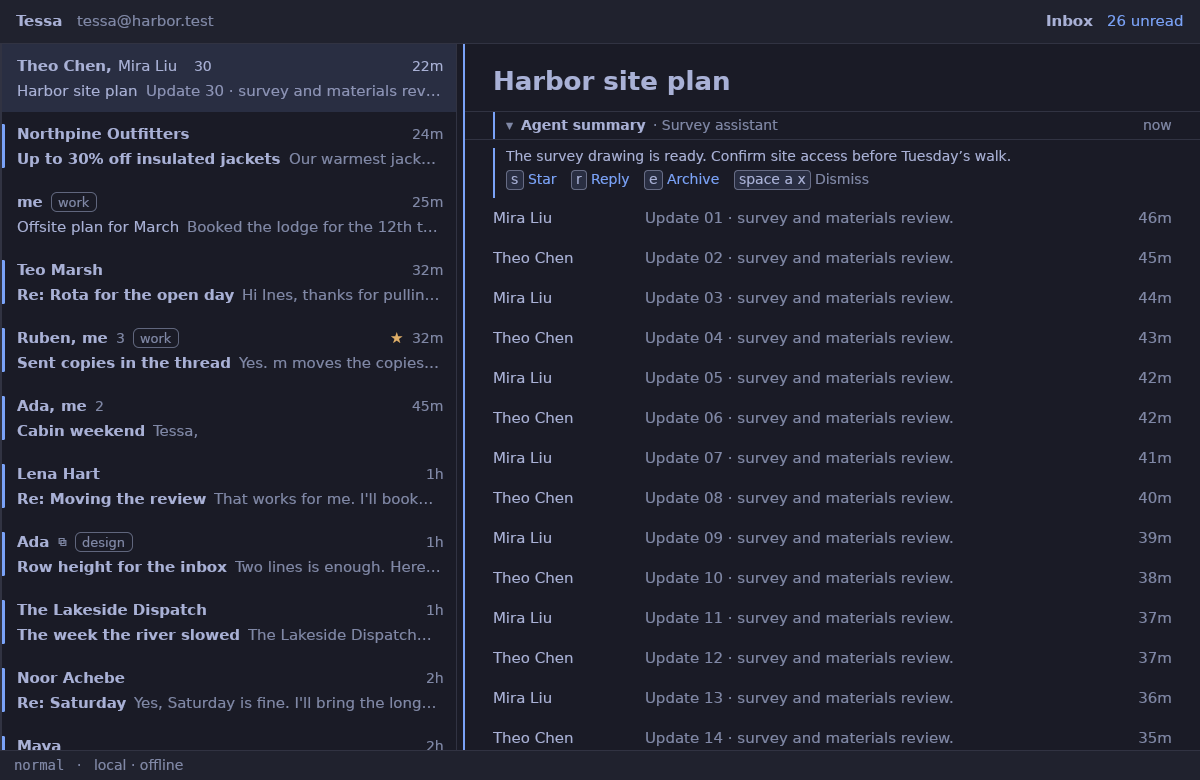 Tessa tessa@harbor.test Inbox 26 unread
Theo Chen, Mira Liu 30 22m
Harbor site plan Update 30 · survey and materials rev…
Northpine Outfitters 24m
Up to 30% off insulated jackets Our warmest jack…
me work 25m
Offsite plan for March Booked the lodge for the 12th t…
Teo Marsh 32m
Re: Rota for the open day Hi Ines, thanks for pullin…
Ruben, me 3 work ★ 32m
Sent copies in the thread Yes. m moves the copies…
Ada, me 2 45m
Cabin weekend Tessa,
Lena Hart 1h
Re: Moving the review That works for me. I'll book…
Ada design 1h
Row height for the inbox Two lines is enough. Here…
The Lakeside Dispatch 1h
The week the river slowed The Lakeside Dispatch…
Noor Achebe 2h
Re: Saturday Yes, Saturday is fine. I'll bring the long…
Maya 2h
Harbor site plan
▾ Agent summary · Survey assistant now
The survey drawing is ready. Confirm site access before Tuesday’s walk.
s Star r Reply e Archive space a x Dismiss
Mira Liu Update 01 · survey and materials review. 46m
Theo Chen Update 02 · survey and materials review. 45m
Mira Liu Update 03 · survey and materials review. 44m
Theo Chen Update 04 · survey and materials review. 43m
Mira Liu Update 05 · survey and materials review. 42m
Theo Chen Update 06 · survey and materials review. 42m
Mira Liu Update 07 · survey and materials review. 41m
Theo Chen Update 08 · survey and materials review. 40m
Mira Liu Update 09 · survey and materials review. 39m
Theo Chen Update 10 · survey and materials review. 38m
Mira Liu Update 11 · survey and materials review. 37m
Theo Chen Update 12 · survey and materials review. 37m
Mira Liu Update 13 · survey and materials review. 36m
Theo Chen Update 14 · survey and materials review. 35m
normal · local · offline